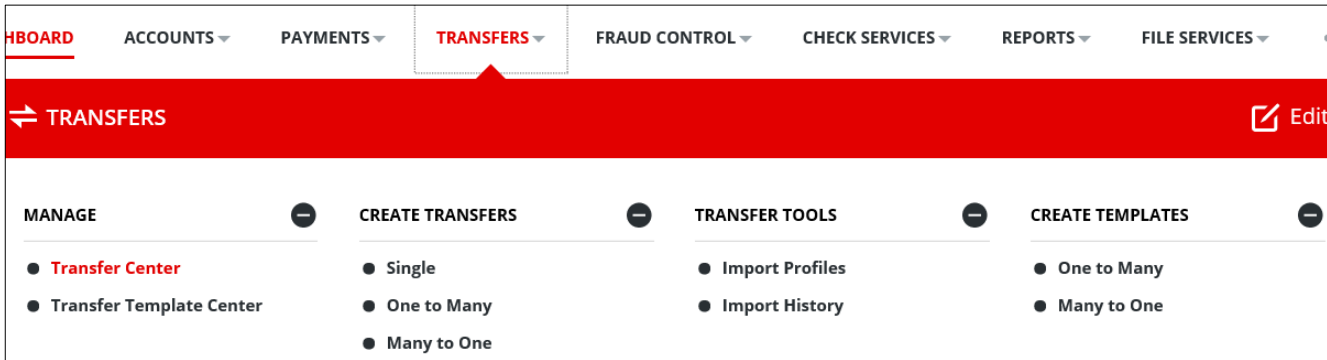 HBOARD ACCOUNTS PAYMENTS TRANSFERS FRAUD CONTROL CHECK SERVICES REPORTS FILE SERVICES
TRANSFERS Edit
MANAGE CREATE TRANSFERS TRANSFER TOOLS CREATE TEMPLATES
Transfer Center Single Import Profiles One to Many
Transfer Template Center One to Many Import History Many to One
Many to One